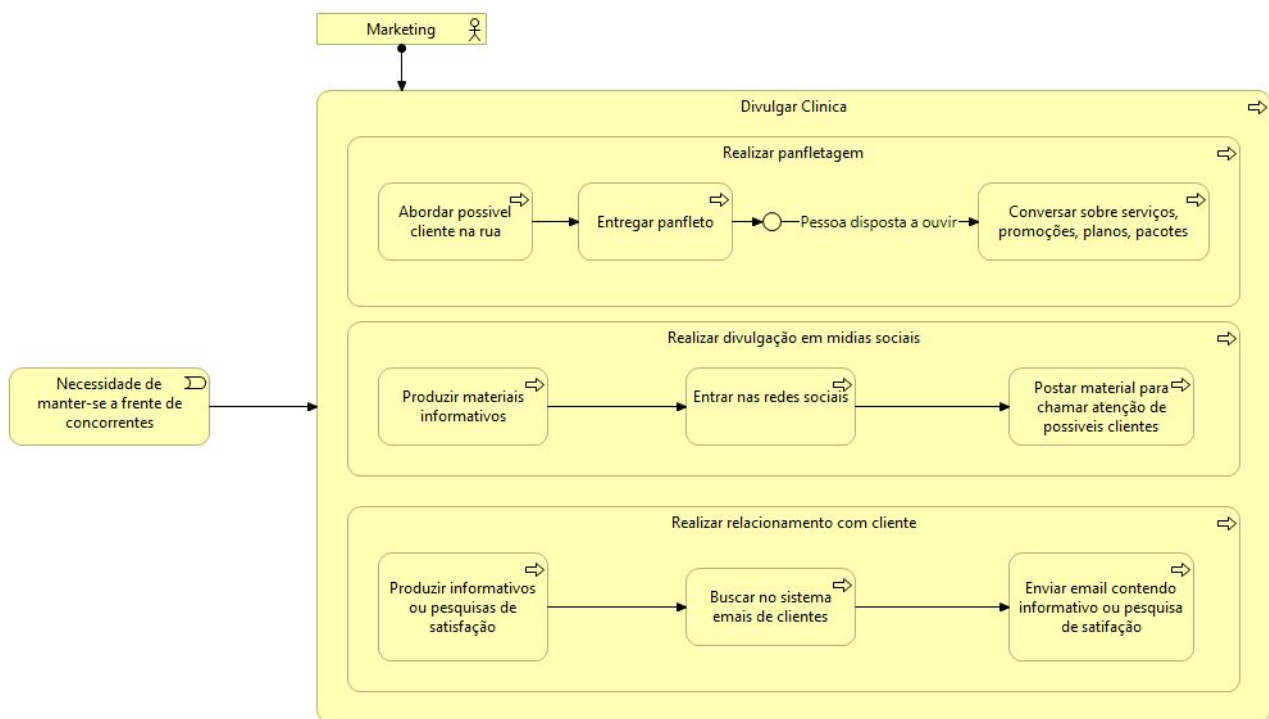 Marketing
Divulgar Clinica
Realizar panfletagem
Abordar possivel
cliente na rua
Entregar panfleto
Pessoa disposta a ouvir
Conversar sobre serviços,
promoções, planos, pacotes
Realizar divulgação em midias sociais
Necessidade de
manter-se a frente de
concorrentes
Produzir materiais
informativos
Entrar nas redes sociais
Postar material para
chamar atenção de
possiveis clientes
Realizar relacionamento com cliente
Produzir informativos
ou pesquisas de
satisfação
Buscar no sistema
emais de clientes
Enviar email contendo
informativo ou pesquisa
de satifação